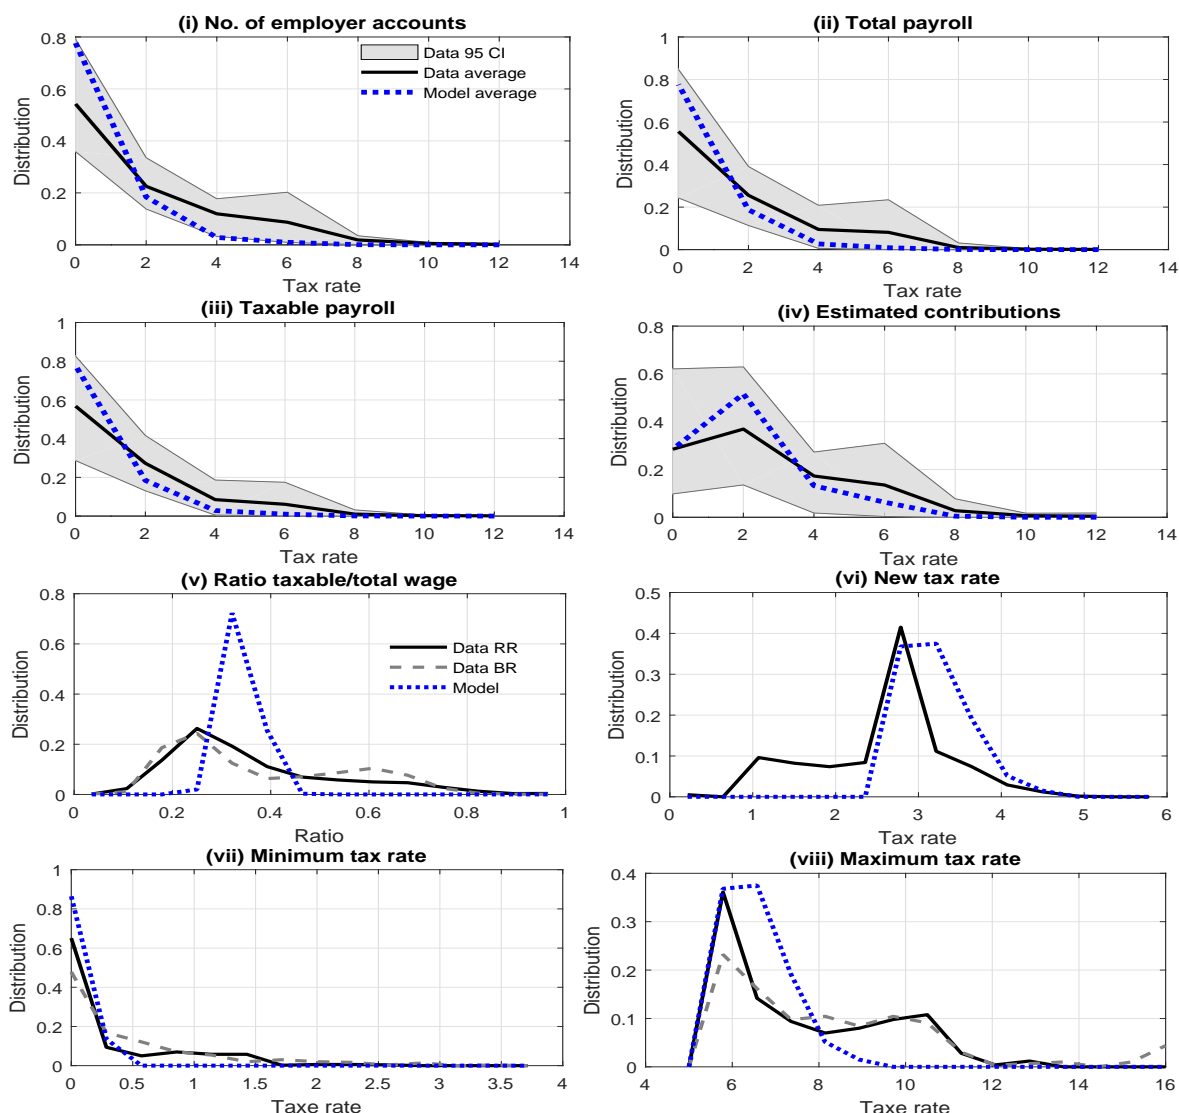 (i) No. of employer accounts
0.8
0.6
0.4
0.2
0
Distribution
0 2 4 6 8 10 12 14
Tax rate
Data 95 CI
Data average
Model average
(ii) Total payroll
1
0.8
0.6
0.4
0.2
0
Distribution
0 2 4 6 8 10 12 14
Tax rate
(iii) Taxable payroll
1
0.8
0.6
0.4
0.2
0
Distribution
0 2 4 6 8 10 12 14
Tax rate
(iv) Estimated contributions
0.8
0.6
0.4
0.2
0
Distribution
0 2 4 6 8 10 12 14
Tax rate
(v) Ratio taxable/total wage
0.8
0.6
0.4
0.2
0
Distribution
0 0.2 0.4 0.6 0.8 1
Ratio
Data RR
Data BR
Model
(vi) New tax rate
0.5
0.4
0.3
0.2
0.1
0
Distribution
0 1 2 3 4 5 6
Tax rate
(vii) Minimum tax rate
1
0.8
0.6
0.4
0.2
0
Distribution
0 0.5 1 1.5 2 2.5 3 3.5 4
Taxe rate
(viii) Maximum tax rate
0.4
0.3
0.2
0.1
0
Distribution
4 6 8 10 12 14 16
Taxe rate